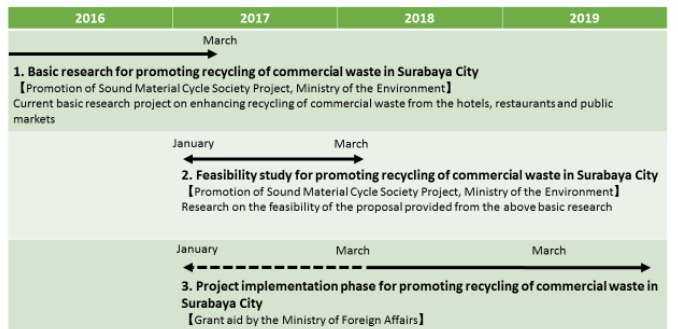 2016 2017 2018 2019
March
1. Basic research for promoting recycling of commercial waste in Surabaya City
【Promotion of Sound Material Cycle Society Project, Ministry of the Environment】
Current basic research project on enhancing recycling of commercial waste from the hotels, restaurants and public
markets
January March
2. Feasibility study for promoting recycling of commercial waste in Surabaya City
【Promotion of Sound Material Cycle Society Project, Ministry of the Environment】
Research on the feasibility of the proposal provided from the above basic research
January March March
3. Project implementation phase for promoting recycling of commercial waste in
Surabaya City
【Grant aid by the Ministry of Foreign Affairs】